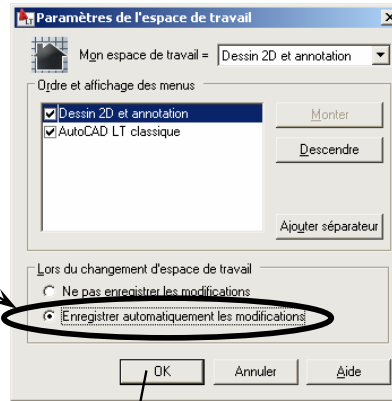 Paramètres de l'espace de travail
Mon espace de travail = Dessin 2D et annotation
Ordre et affichage des menus
Dessin 2D et annotation
AutoCAD LT classique
Monter
Descendre
Ajouter séparateur
Lors du changement d'espace de travail
Ne pas enregistrer les modifications
Enregistrer automatiquement les modifications
OK Annuler Aide